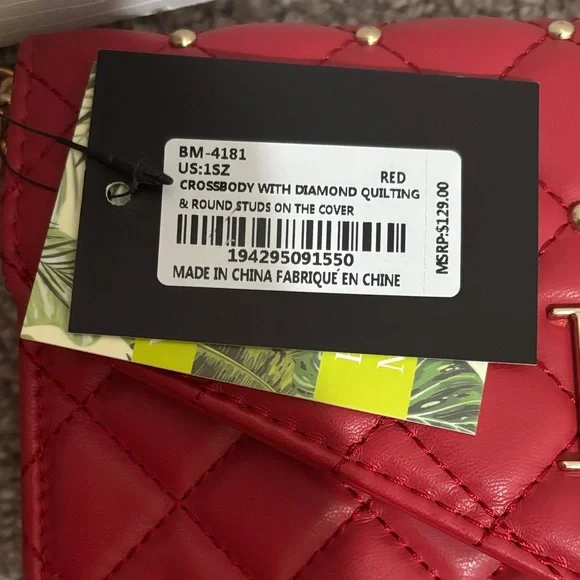 BM-4181
US:1SZ RED
CROSSBODY WITH DIAMOND QUILTING
& ROUND STUDS ON THE COVER
194295091550
MADE IN CHINA FABRIQUÉ EN CHINE
MSRP:$129.00